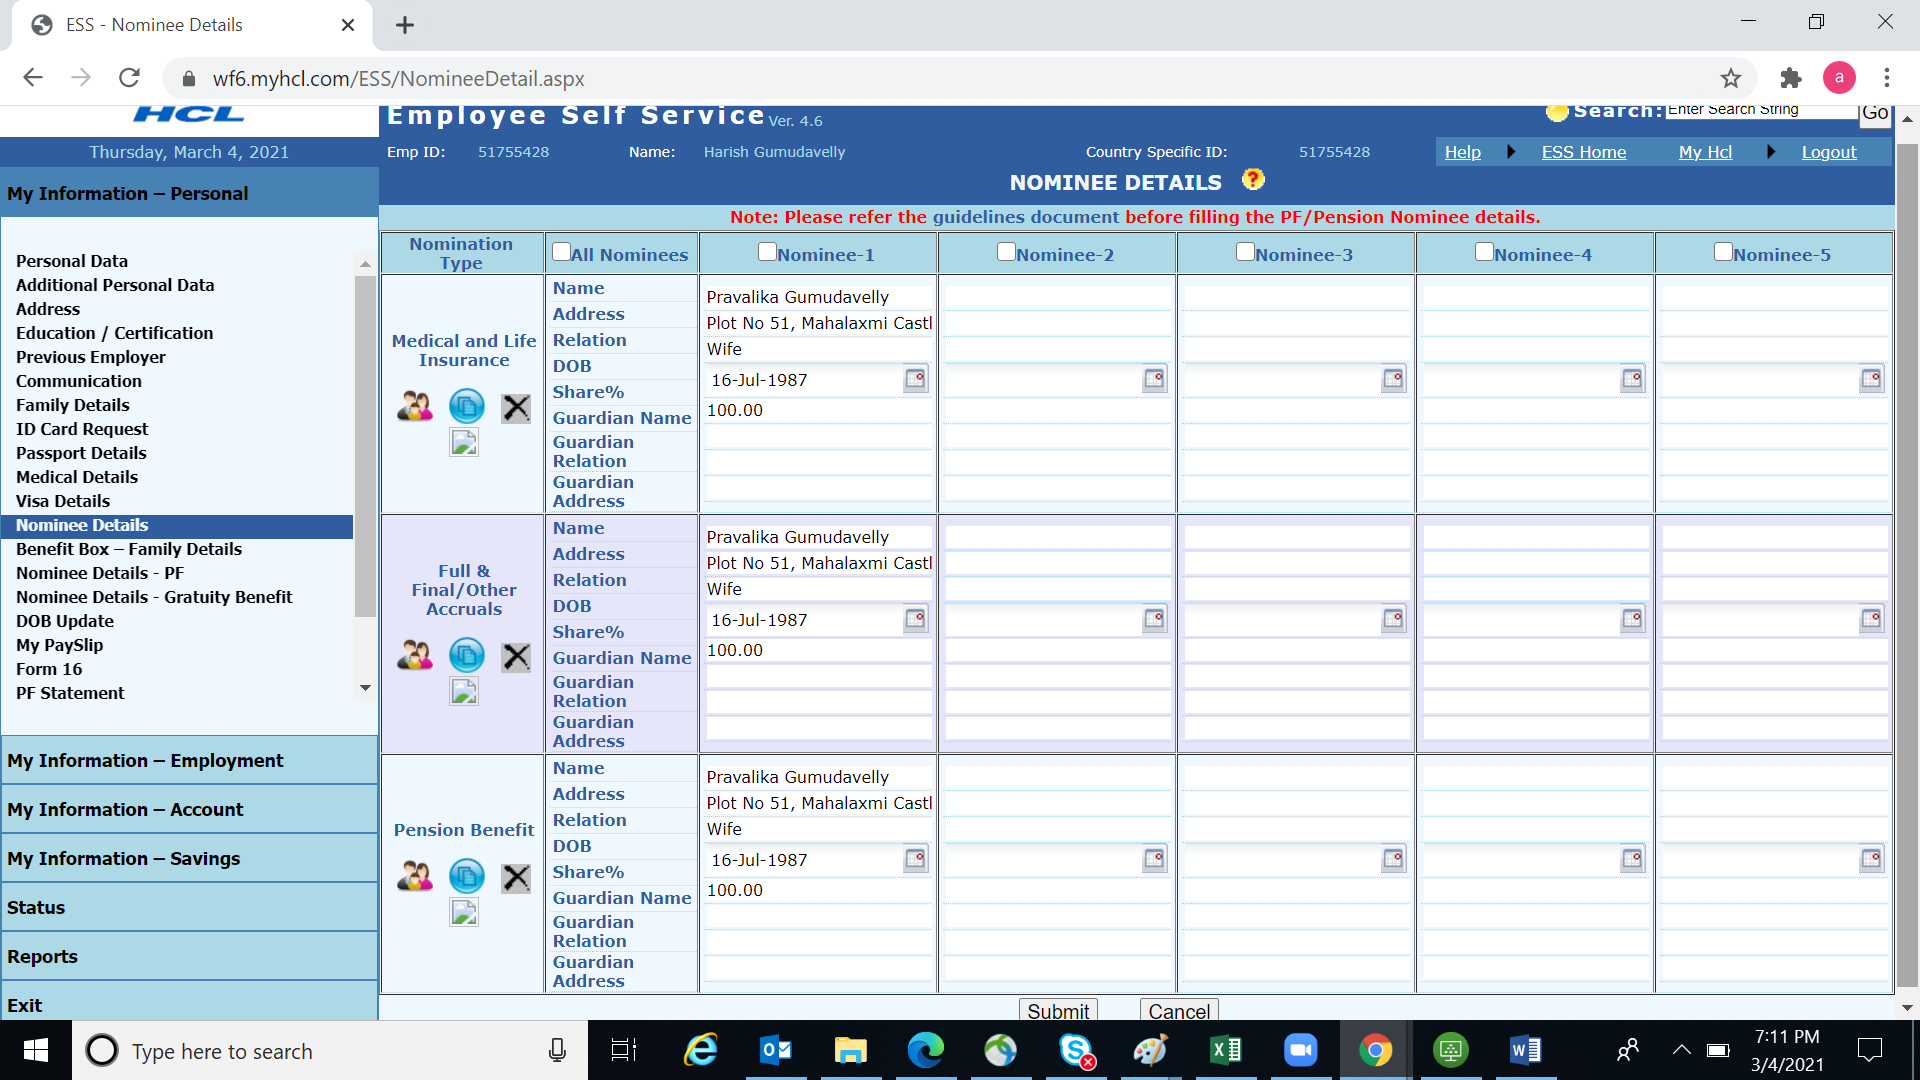 ESS - Nominee Details
wf6.myhcl.com/ESS/NomineeDetail.aspx
a
HCL
Employee Self Service Ver. 4.6
Search: Enter Search String Go
Thursday, March 4, 2021
Emp ID: 51755428 Name: Harish Gumudavelly Country Specific ID: 51755428
Help ESS Home My Hcl Logout
NOMINEE DETAILS ?
Note: Please refer the guidelines document before filling the PF/Pension Nominee details.
My Information – Personal
Personal Data
Additional Personal Data
Address
Education / Certification
Previous Employer
Communication
Family Details
ID Card Request
Passport Details
Medical Details
Visa Details
Nominee Details
Benefit Box – Family Details
Nominee Details - PF
Nominee Details - Gratuity Benefit
DOB Update
My PaySlip
Form 16
PF Statement
My Information – Employment
My Information – Account
My Information – Savings
Status
Reports
Exit
Nomination Type All Nominees Nominee-1 Nominee-2 Nominee-3 Nominee-4 Nominee-5
Medical and Life Insurance
Name Pravalika Gumudavelly
Address Plot No 51, Mahalaxmi Castl
Relation Wife
DOB 16-Jul-1987
Share% 100.00
Guardian Name
Guardian Relation
Guardian Address
Full & Final/Other Accruals
Name Pravalika Gumudavelly
Address Plot No 51, Mahalaxmi Castl
Relation Wife
DOB 16-Jul-1987
Share% 100.00
Guardian Name
Guardian Relation
Guardian Address
Pension Benefit
Name Pravalika Gumudavelly
Address Plot No 51, Mahalaxmi Castl
Relation Wife
DOB 16-Jul-1987
Share% 100.00
Guardian Name
Guardian Relation
Guardian Address
Submit Cancel
Type here to search
7:11 PM
3/4/2021